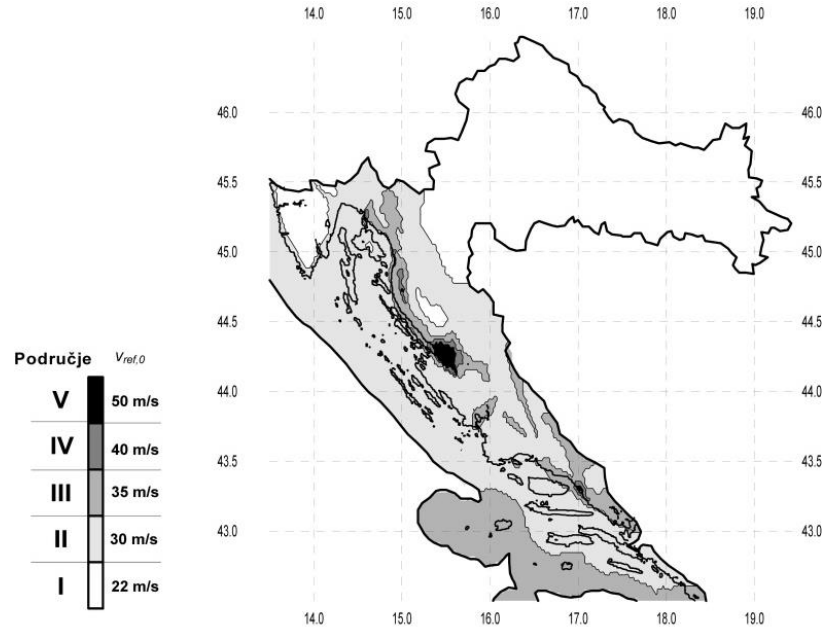 14.0 15.0 16.0 17.0 18.0 19.0
46.0 46.0
45.5 45.5
45.0 45.0
44.5 44.5
44.0 44.0
43.5 43.5
43.0 43.0
14.0 15.0 16.0 17.0 18.0 19.0
Područje Vref,0
V 50 m/s
IV 40 m/s
III 35 m/s
II 30 m/s
I 22 m/s